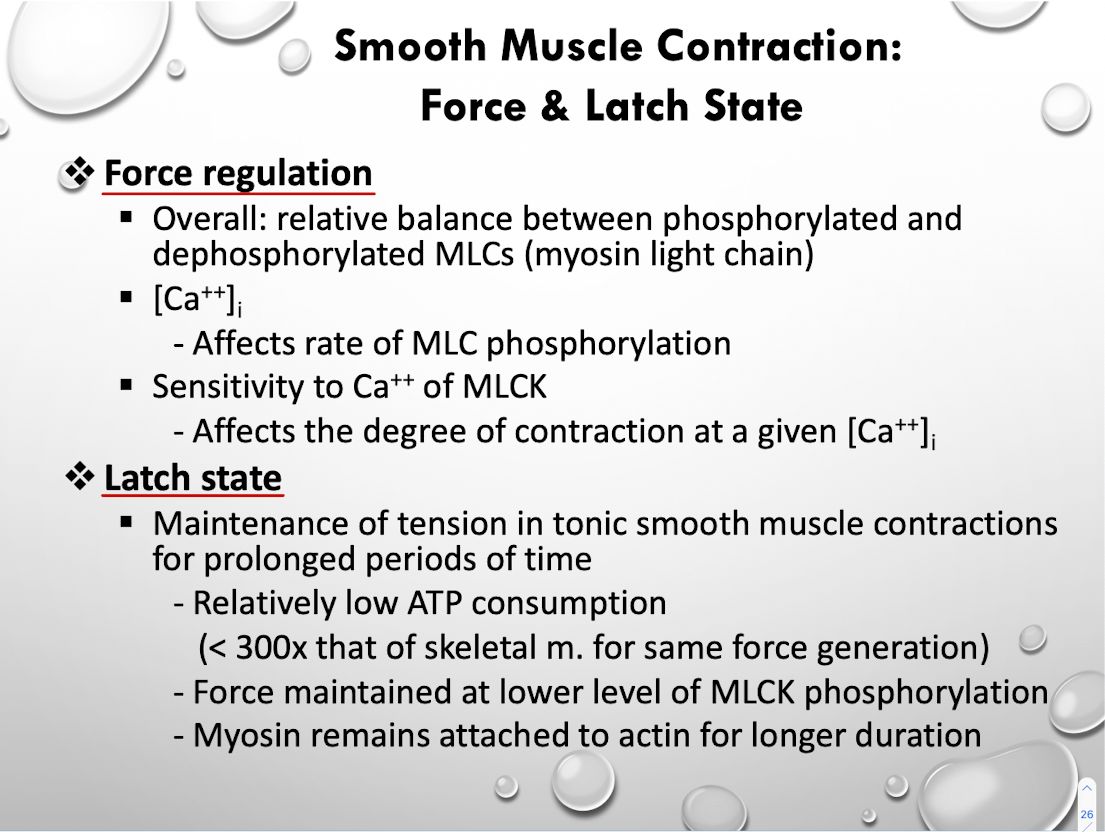 Smooth Muscle Contraction:
Force & Latch State
❖ Force regulation
▪ Overall: relative balance between phosphorylated and
dephosphorylated MLCs (myosin light chain)
▪ [Ca⁺⁺]ᵢ
- Affects rate of MLC phosphorylation
▪ Sensitivity to Ca⁺⁺ of MLCK
- Affects the degree of contraction at a given [Ca⁺⁺]ᵢ
❖ Latch state
▪ Maintenance of tension in tonic smooth muscle contractions
for prolonged periods of time
- Relatively low ATP consumption
(< 300x that of skeletal m. for same force generation)
- Force maintained at lower level of MLCK phosphorylation
- Myosin remains attached to actin for longer duration
26